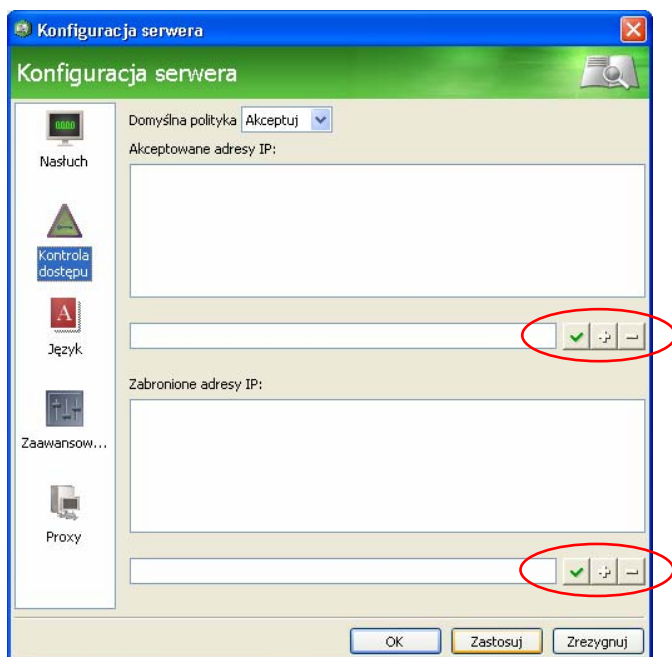 Konfiguracja serwera
Konfiguracja serwera
Nasłuch
Kontrola
dostępu
A
Język
Zaawansow...
Proxy
Domyślna polityka Akceptuj
Akceptowane adresy IP:
Zabronione adresy IP:
OK Zastosuj Zrezygnuj